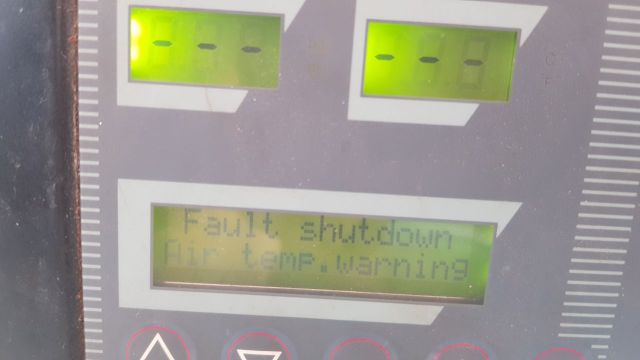 - - -
- - -
Fault shutdown
Air temp.warning